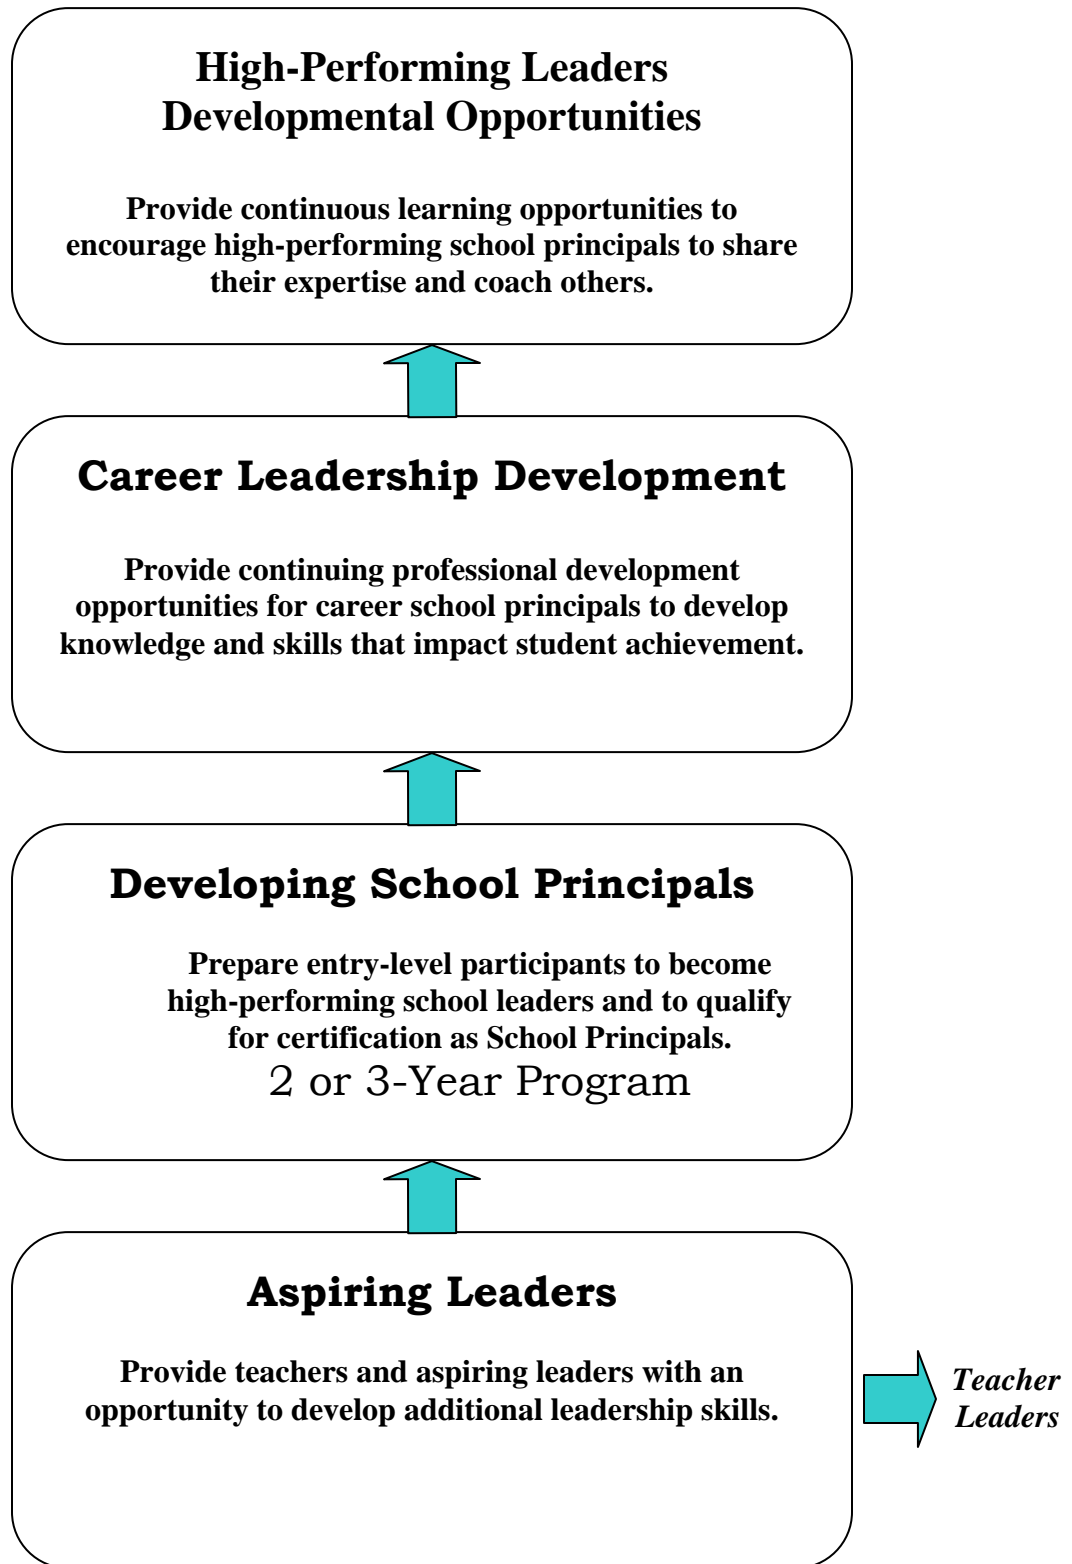 High-Performing Leaders
Developmental Opportunities
Provide continuous learning opportunities to
encourage high-performing school principals to share
their expertise and coach others.
Career Leadership Development
Provide continuing professional development
opportunities for career school principals to develop
knowledge and skills that impact student achievement.
Developing School Principals
Prepare entry-level participants to become
high-performing school leaders and to qualify
for certification as School Principals.
2 or 3-Year Program
Aspiring Leaders
Provide teachers and aspiring leaders with an
opportunity to develop additional leadership skills.
Teacher
Leaders